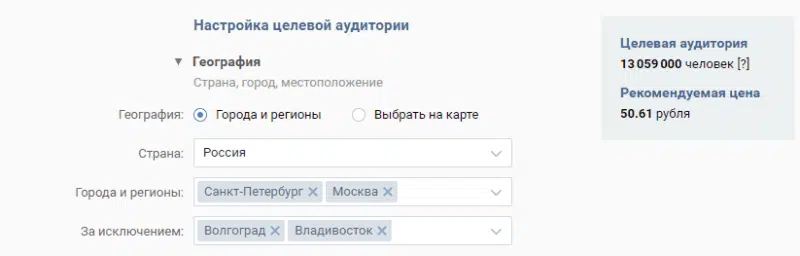 Настройка целевой аудитории
География
Страна, город, местоположение
География: Города и регионы Выбрать на карте
Страна: Россия
Города и регионы: Санкт-Петербург Москва
За исключением: Волгоград Владивосток
Целевая аудитория
13 059 000 человек [?]
Рекомендуемая цена
50.61 рубля